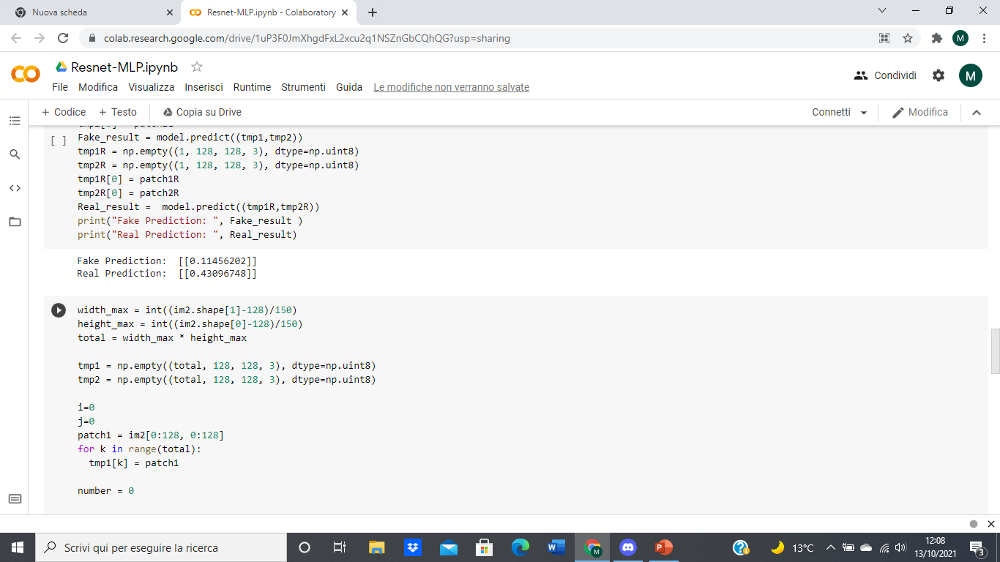 Nuova scheda
Resnet-MLP.ipynb - Colaboratory
colab.research.google.com/drive/1uP3F0JmXhgdFxL2xcu2q1NSZnGbCQhQG?usp=sharing
M
Resnet-MLP.ipynb
File Modifica Visualizza Inserisci Runtime Strumenti Guida Le modifiche non verranno salvate
Condividi
M
+ Codice + Testo Copia su Drive
Connetti
Modifica
[ ]
Fake_result = model.predict((tmp1,tmp2))
tmp1R = np.empty((1, 128, 128, 3), dtype=np.uint8)
tmp2R = np.empty((1, 128, 128, 3), dtype=np.uint8)
tmp1R[0] = patch1R
tmp2R[0] = patch2R
Real_result =  model.predict((tmp1R,tmp2R))
print("Fake Prediction: ", Fake_result )
print("Real Prediction: ", Real_result)
Fake Prediction:  [[0.11456202]]
Real Prediction:  [[0.43096748]]
width_max = int((im2.shape[1]-128)/150)
height_max = int((im2.shape[0]-128)/150)
total = width_max * height_max
tmp1 = np.empty((total, 128, 128, 3), dtype=np.uint8)
tmp2 = np.empty((total, 128, 128, 3), dtype=np.uint8)
i=0
j=0
patch1 = im2[0:128, 0:128]
for k in range(total):
  tmp1[k] = patch1
number = 0
Scrivi qui per eseguire la ricerca
13°C
12:08
13/10/2021
3